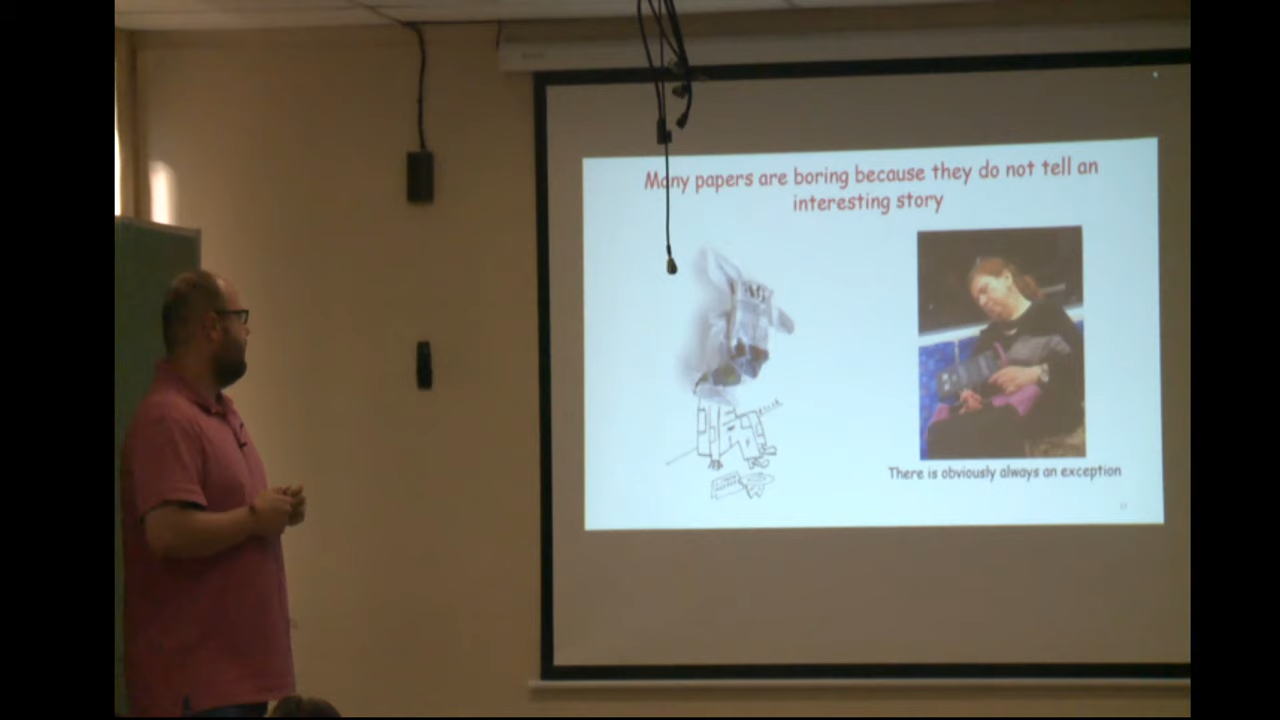 Many papers are boring because they do not tell an
interesting story
There is obviously always an exception